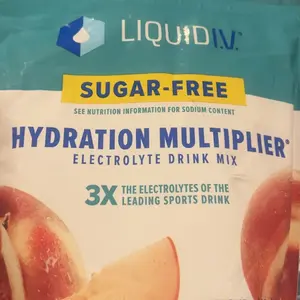 LIQUID I.V.
SUGAR-FREE
SEE NUTRITION INFORMATION FOR SODIUM CONTENT
HYDRATION MULTIPLIER®
ELECTROLYTE DRINK MIX
3X THE ELECTROLYTES OF THE
LEADING SPORTS DRINK